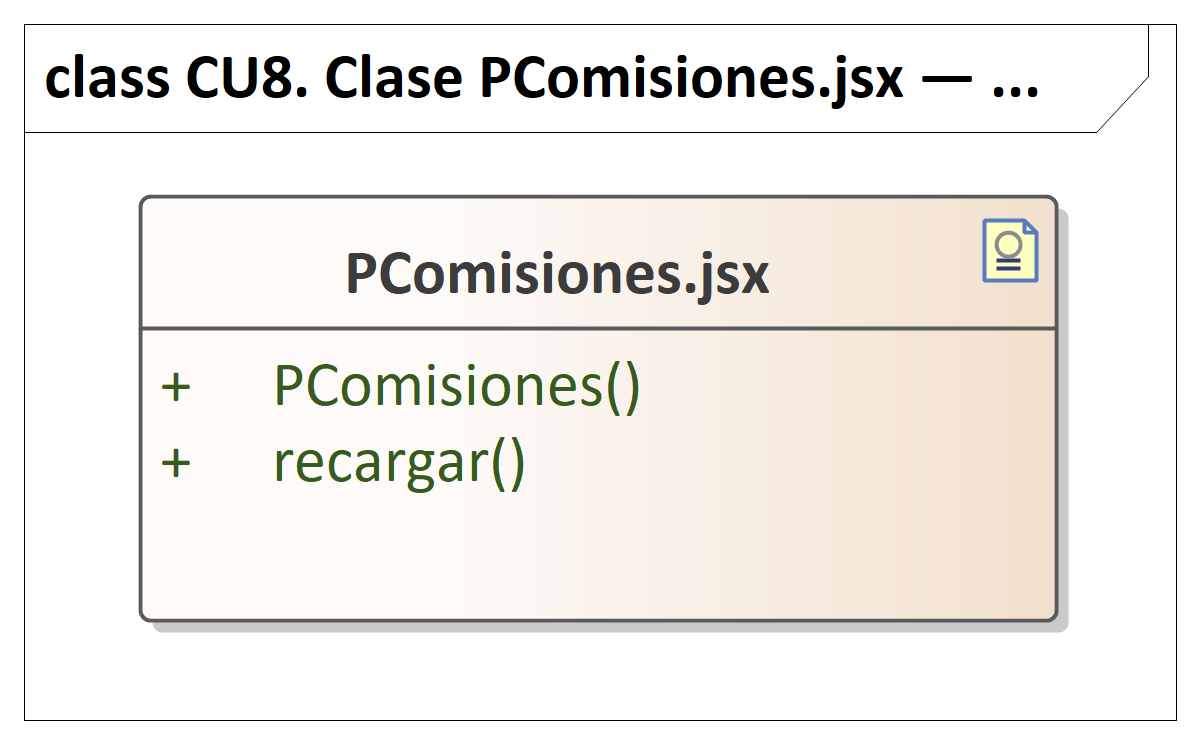 class CU8. Clase PComisiones.jsx — ...
PComisiones.jsx
+ PComisiones()
+ recargar()